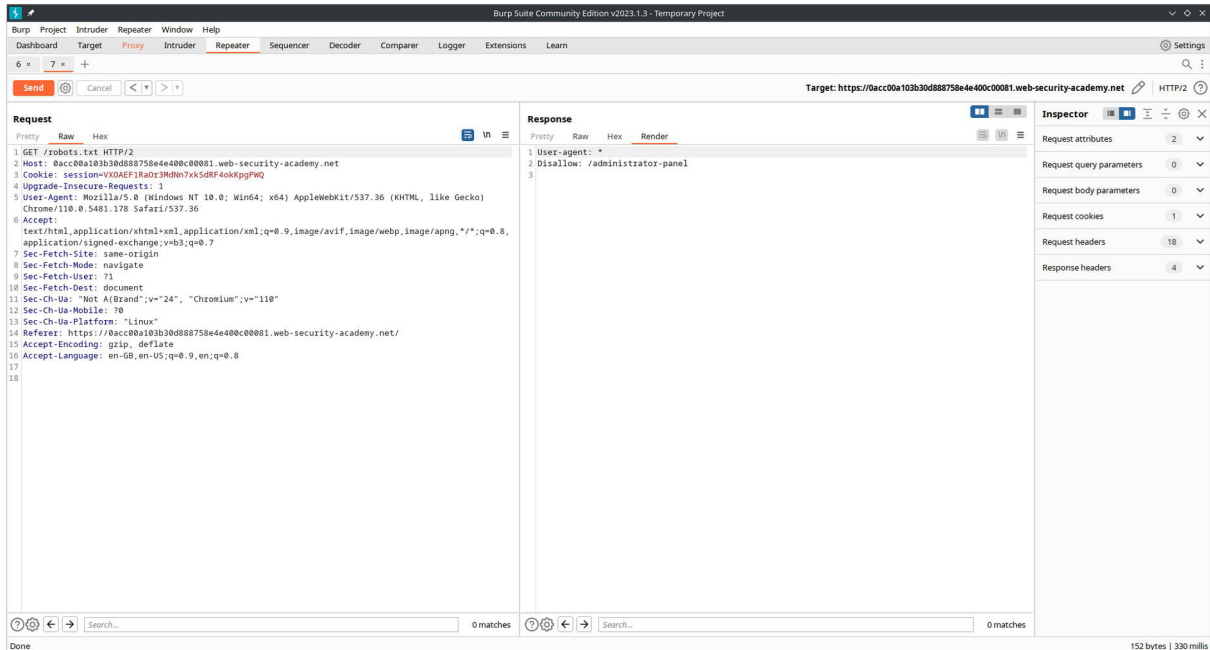 Burp Suite Community Edition v2023.1.3 - Temporary Project
Burp Project Intruder Repeater Window Help
Dashboard Target Proxy Intruder Repeater Sequencer Decoder Comparer Logger Extensions Learn
Settings
6 × 7 × +
Send Cancel < >
Target: https://0acc00a103b30d888758e4e400c00081.web-security-academy.net HTTP/2
Request
Pretty Raw Hex
\n
1 GET /robots.txt HTTP/2
2 Host: 0acc00a103b30d888758e4e400c00081.web-security-academy.net
3 Cookie: session=VXOAEF1RaOr3MdNn7xkSdRF4okKpgPWQ
4 Upgrade-Insecure-Requests: 1
5 User-Agent: Mozilla/5.0 (Windows NT 10.0; Win64; x64) AppleWebKit/537.36 (KHTML, like Gecko)
Chrome/110.0.5481.178 Safari/537.36
6 Accept:
text/html,application/xhtml+xml,application/xml;q=0.9,image/avif,image/webp,image/apng,*/*;q=0.8,
application/signed-exchange;v=b3;q=0.7
7 Sec-Fetch-Site: same-origin
8 Sec-Fetch-Mode: navigate
9 Sec-Fetch-User: ?1
10 Sec-Fetch-Dest: document
11 Sec-Ch-Ua: "Not A(Brand";v="24", "Chromium";v="110"
12 Sec-Ch-Ua-Mobile: ?0
13 Sec-Ch-Ua-Platform: "Linux"
14 Referer: https://0acc00a103b30d888758e4e400c00081.web-security-academy.net/
15 Accept-Encoding: gzip, deflate
16 Accept-Language: en-GB,en-US;q=0.9,en;q=0.8
17
18
Search...
0 matches
Response
Pretty Raw Hex Render
\n
1 User-agent: *
2 Disallow: /administrator-panel
3
Search...
0 matches
Inspector
Request attributes 2
Request query parameters 0
Request body parameters 0
Request cookies 1
Request headers 18
Response headers 4
Done
152 bytes | 330 millis